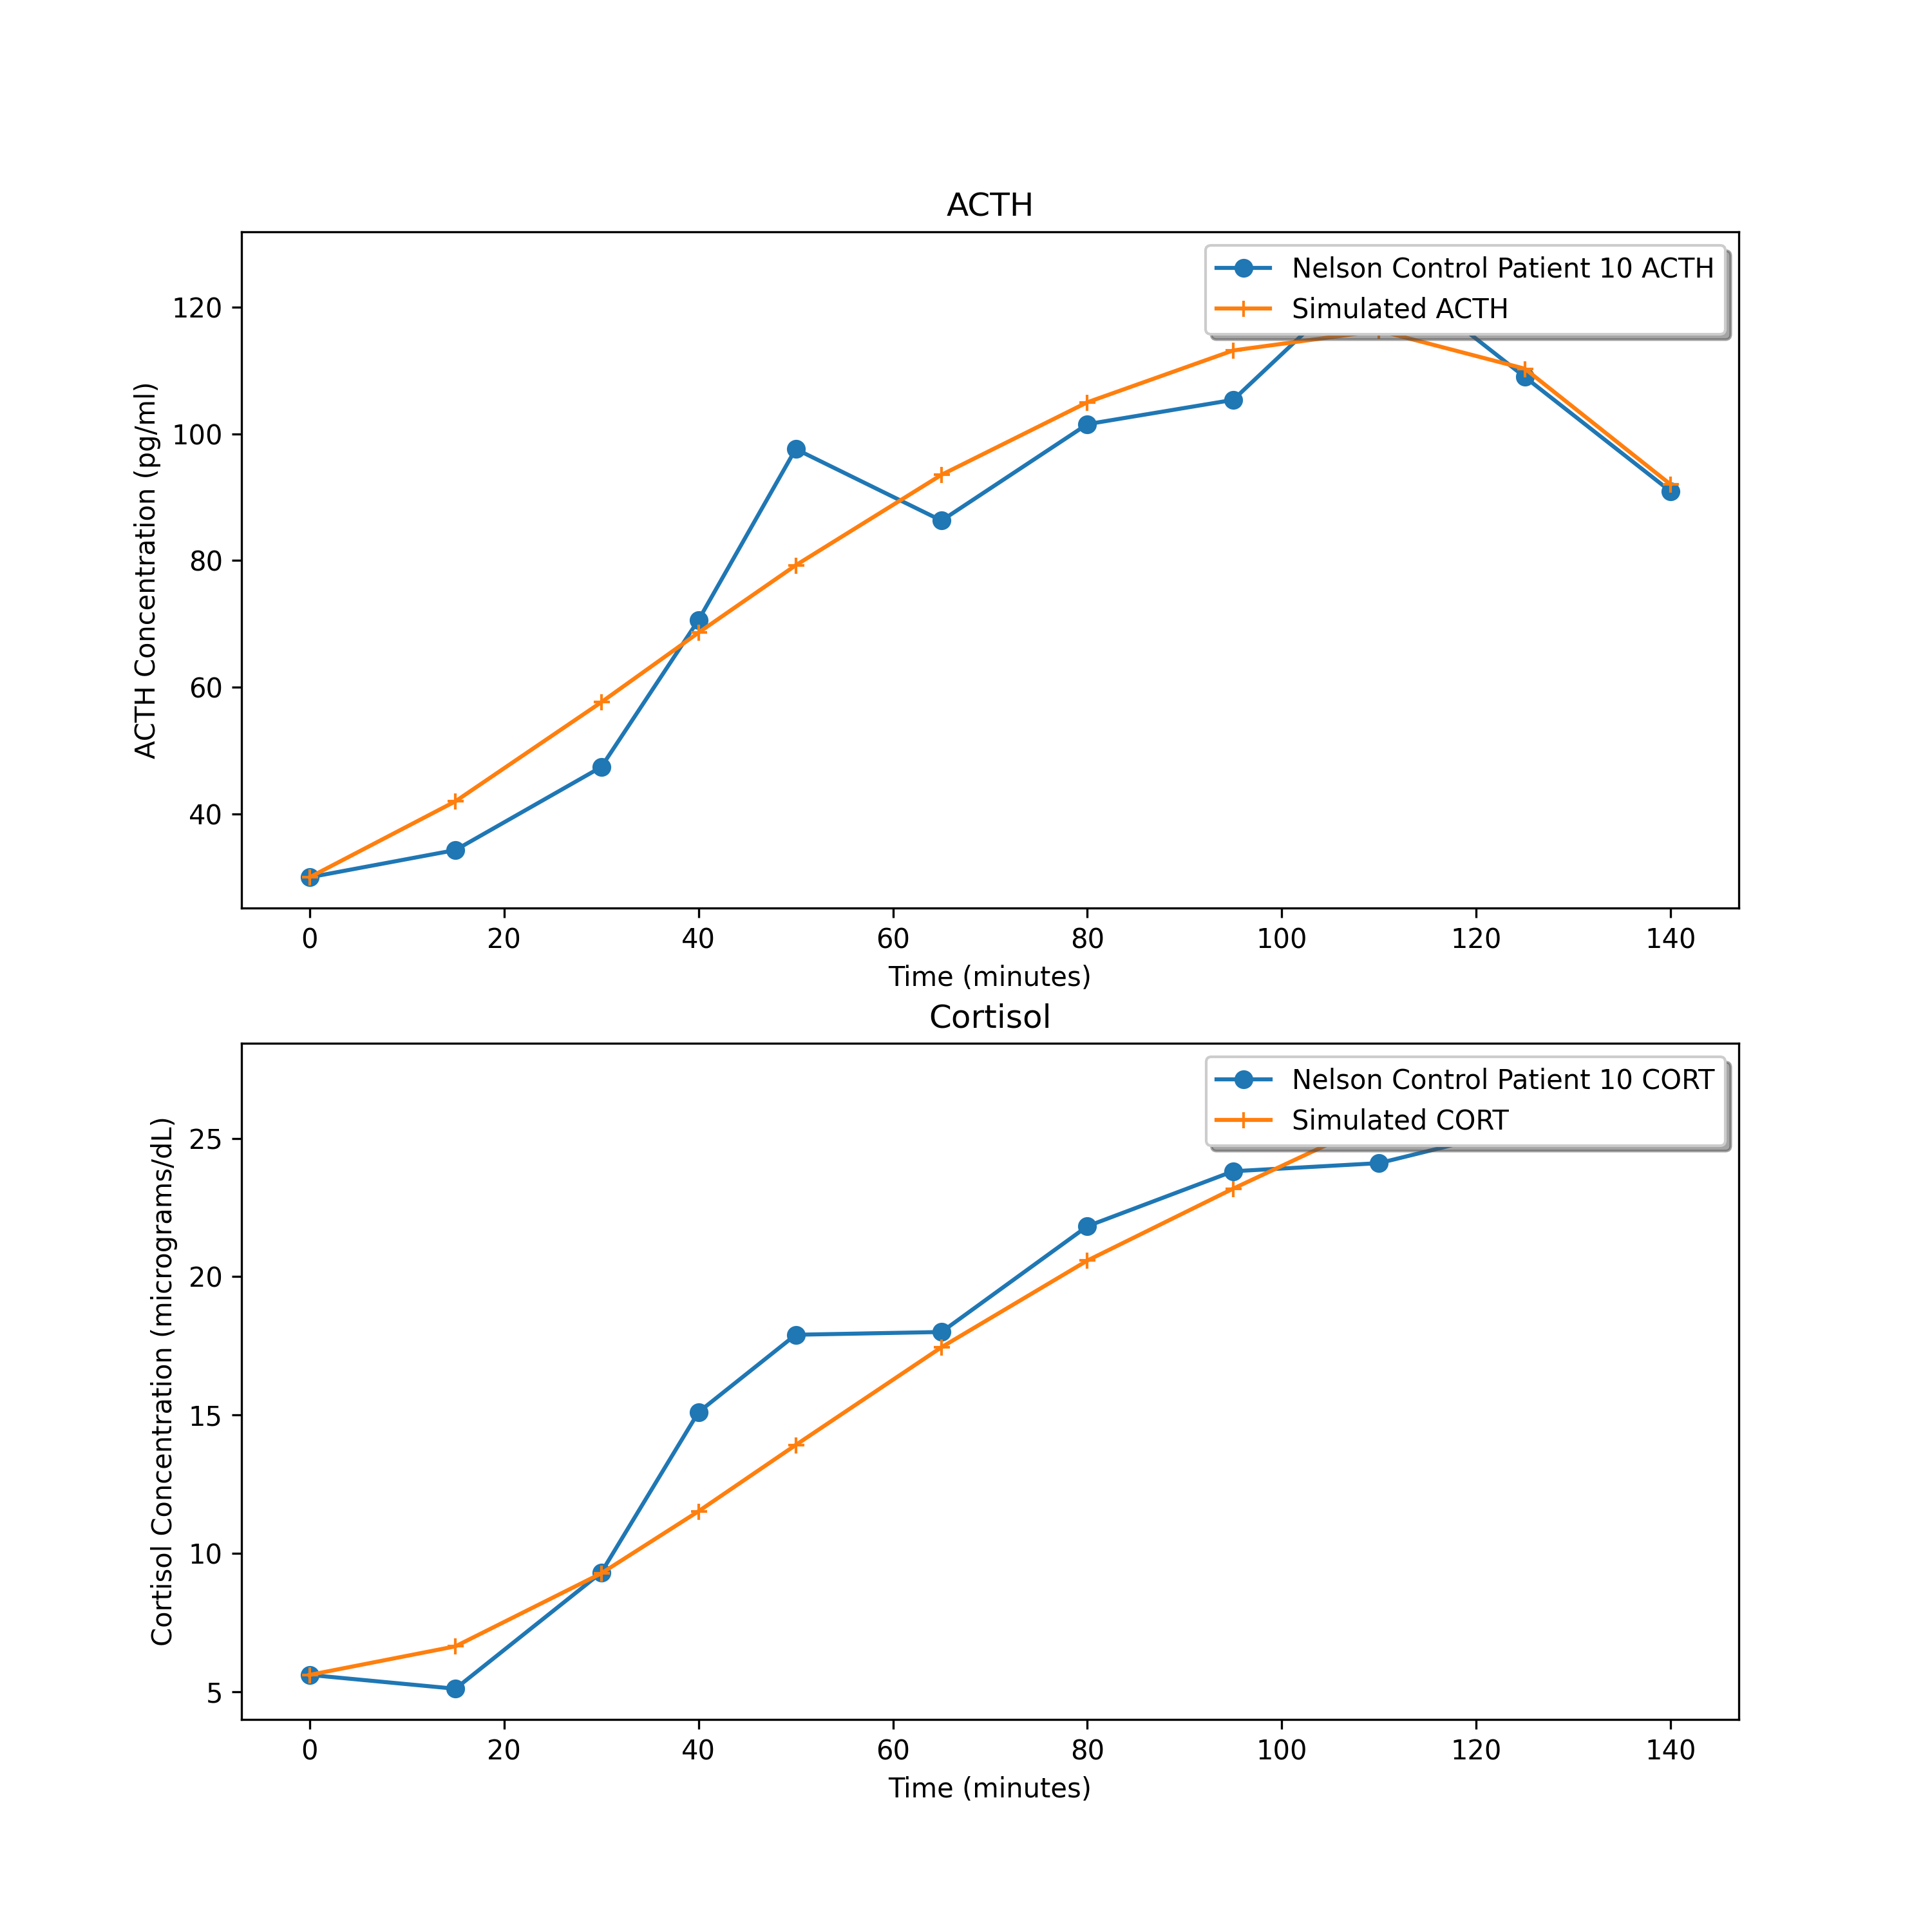 ACTH
Nelson Control Patient 10 ACTH
Simulated ACTH
ACTH Concentration (pg/ml)
120
100
80
60
40
0 20 40 60 80 100 120 140
Time (minutes)
Cortisol
Nelson Control Patient 10 CORT
Simulated CORT
Cortisol Concentration (micrograms/dL)
25
20
15
10
5
0 20 40 60 80 100 120 140
Time (minutes)